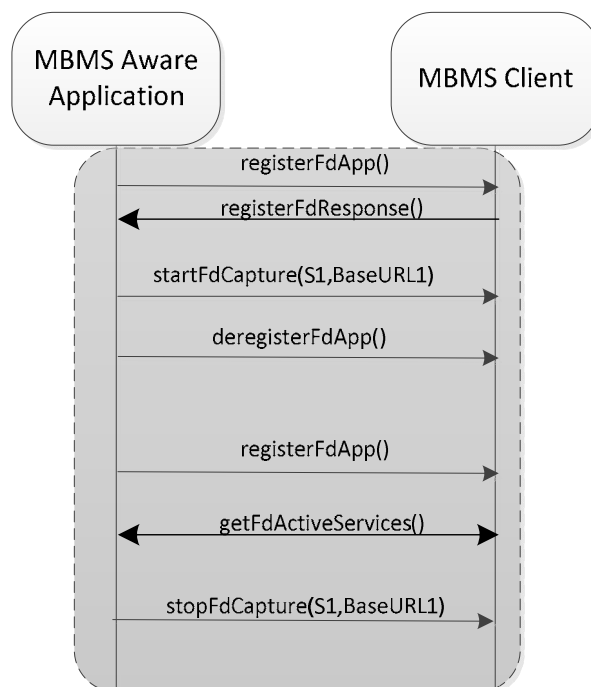 MBMS Aware
Application
MBMS Client
registerFdApp()
registerFdResponse()
startFdCapture(S1,BaseURL1)
deregisterFdApp()
registerFdApp()
getFdActiveServices()
stopFdCapture(S1,BaseURL1)